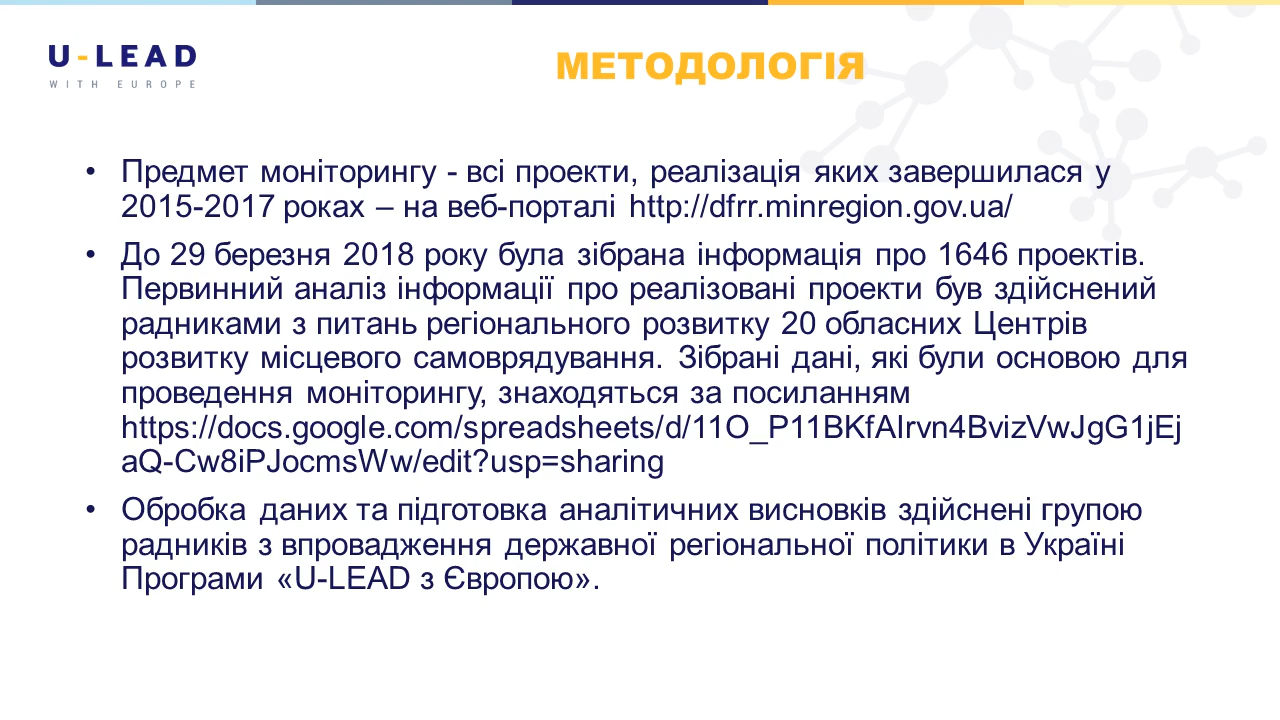 U-LEAD
WITH EUROPE
МЕТОДОЛОГІЯ
• Предмет моніторингу - всі проекти, реалізація яких завершилася у
2015-2017 роках – на веб-порталі http://dfrr.minregion.gov.ua/
• До 29 березня 2018 року була зібрана інформація про 1646 проектів.
Первинний аналіз інформації про реалізовані проекти був здійснений
радниками з питань регіонального розвитку 20 обласних Центрів
розвитку місцевого самоврядування. Зібрані дані, які були основою для
проведення моніторингу, знаходяться за посиланням
https://docs.google.com/spreadsheets/d/11O_P11BKfAIrvn4BvizVwJgG1jEj
aQ-Cw8iPJocmsWw/edit?usp=sharing
• Обробка даних та підготовка аналітичних висновків здійснені групою
радників з впровадження державної регіональної політики в Україні
Програми «U-LEAD з Європою».